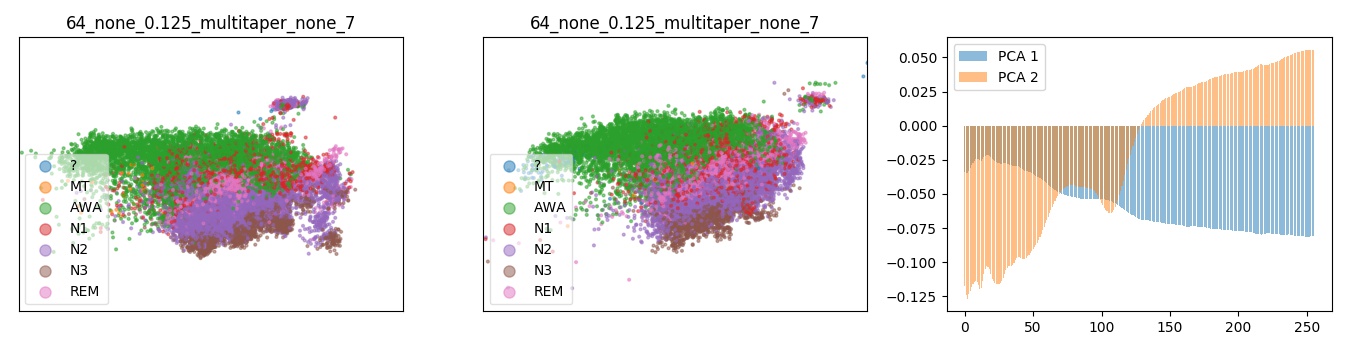 64_none_0.125_multitaper_none_7
?
MT
AWA
N1
N2
N3
REM
64_none_0.125_multitaper_none_7
?
MT
AWA
N1
N2
N3
REM
PCA 1
PCA 2
0.050
0.025
0.000
−0.025
−0.050
−0.075
−0.100
−0.125
0 50 100 150 200 250